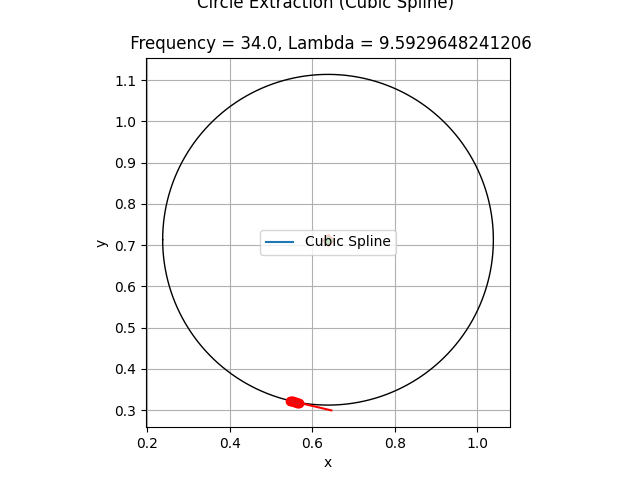 Circle Extraction (Cubic Spline)
Frequency = 34.0, Lambda = 9.5929648241206
1.1
1.0
0.9
0.8
0.7
0.6
0.5
0.4
0.3
y
Cubic Spline
0.2
0.4
0.6
0.8
1.0
x